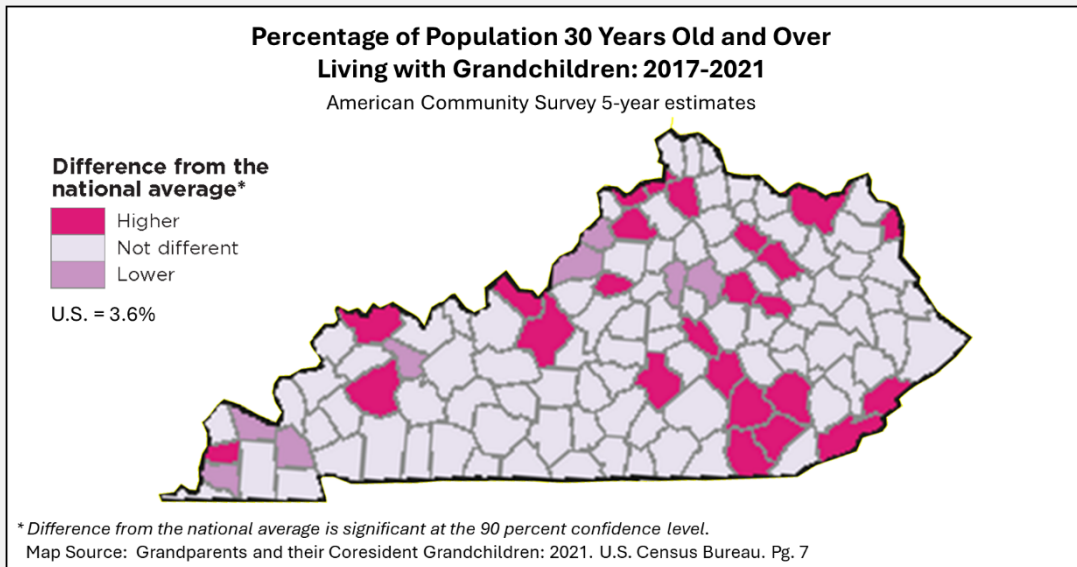 Percentage of Population 30 Years Old and Over
Living with Grandchildren: 2017-2021
American Community Survey 5-year estimates
Difference from the
national average*
Higher
Not different
Lower
U.S. = 3.6%
* Difference from the national average is significant at the 90 percent confidence level.
Map Source: Grandparents and their Coresident Grandchildren: 2021. U.S. Census Bureau. Pg. 7